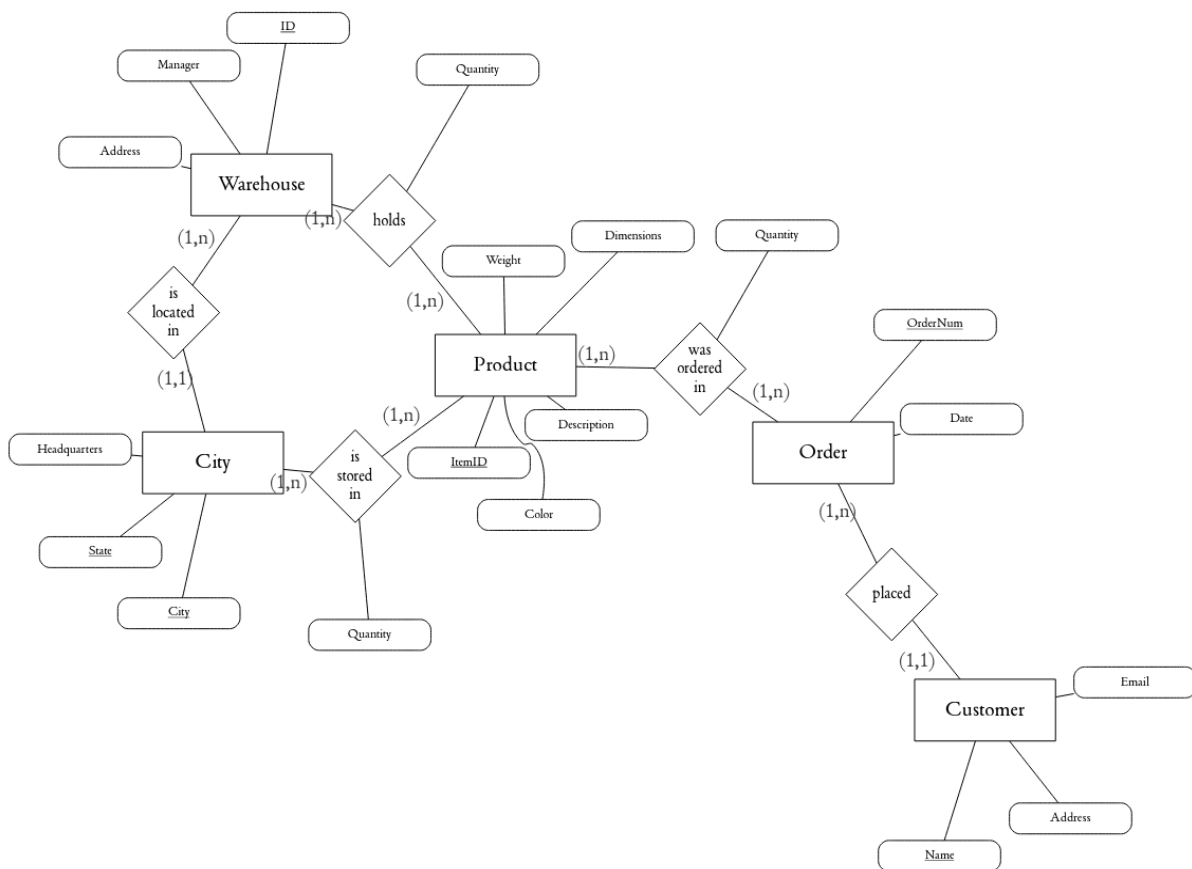 ID
Manager
Quantity
Address
Warehouse
(1,n)
holds
(1,n)
Dimensions
Quantity
Weight
is
located
in
(1,n)
OrderNum
Product
(1,n)
was
ordered
in
(1,1)
(1,n)
(1,n)
Date
Description
Headquarters
City
Order
ItemID
(1,n)
is
stored
in
Color
(1,n)
State
placed
City
Quantity
(1,1)
Email
Customer
Address
Name